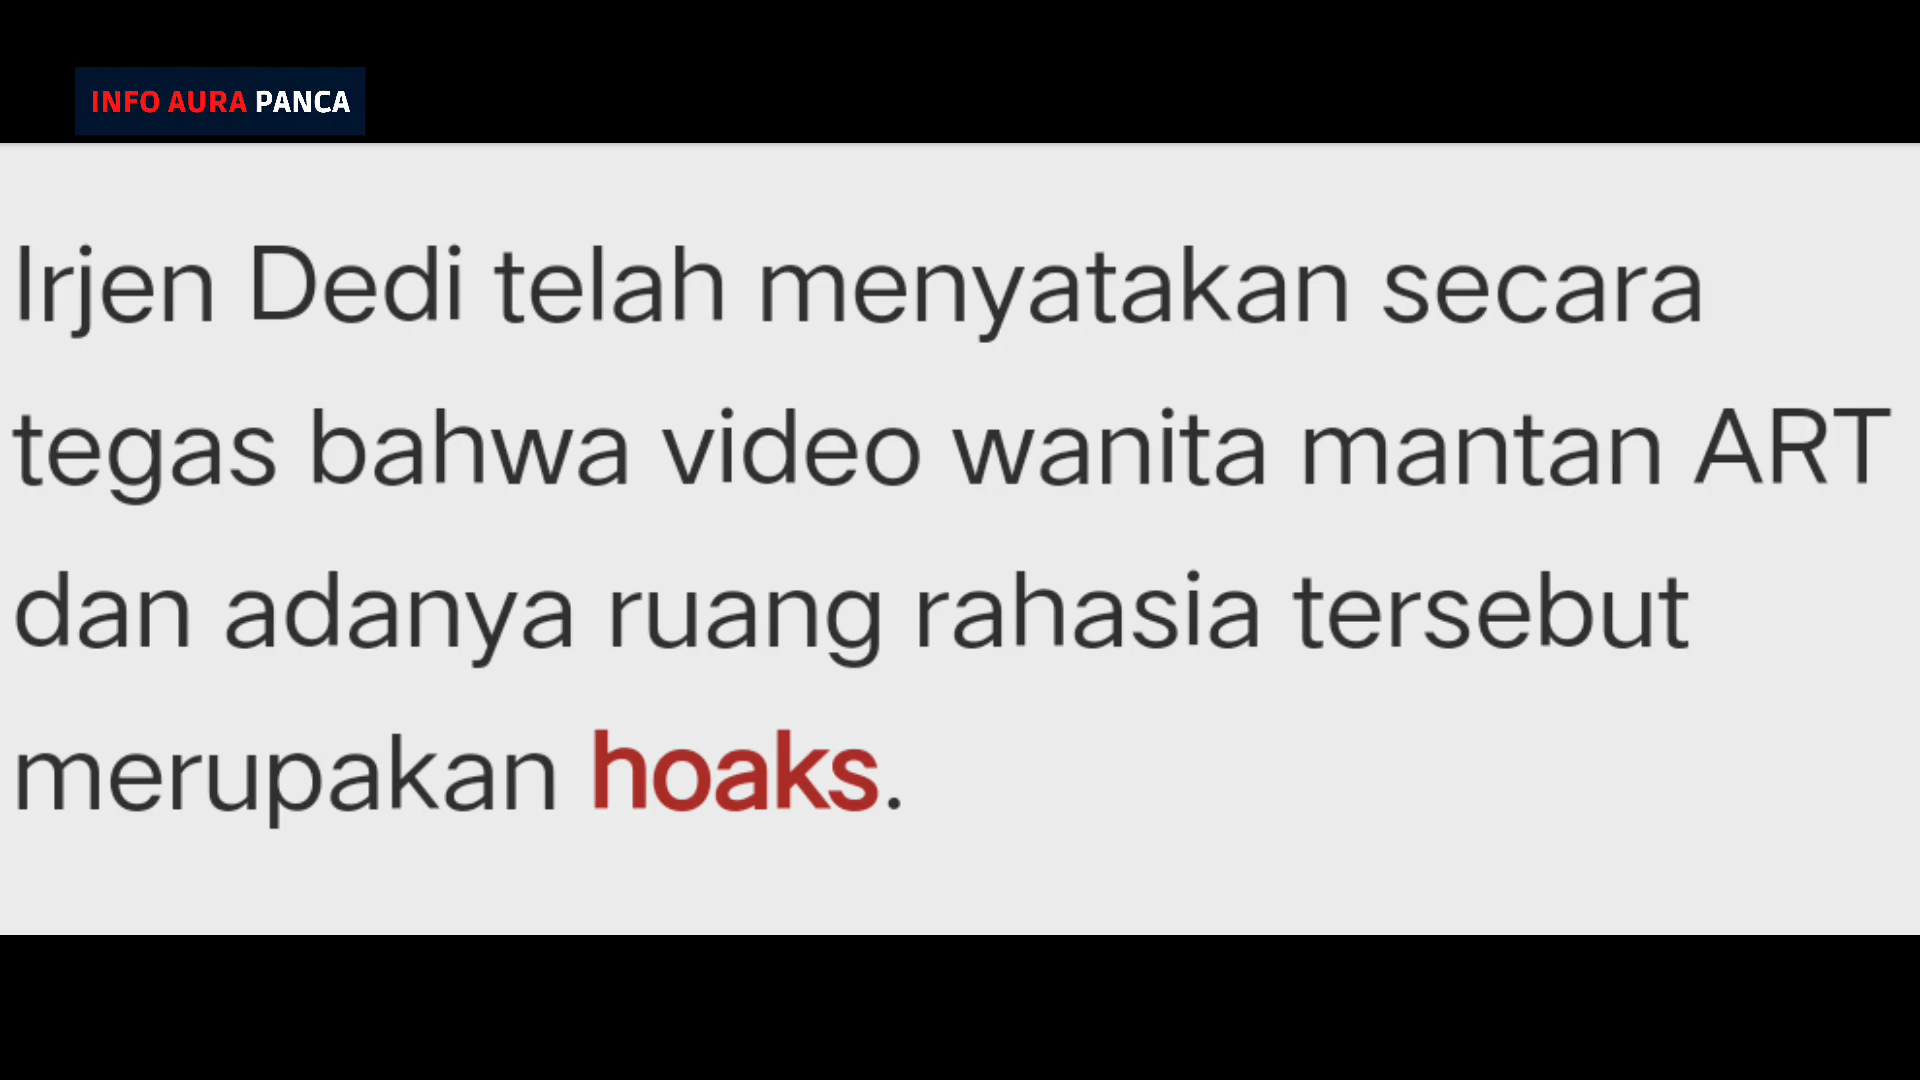 INFO AURA PANCA
Irjen Dedi telah menyatakan secara
tegas bahwa video wanita mantan ART
dan adanya ruang rahasia tersebut
merupakan hoaks.